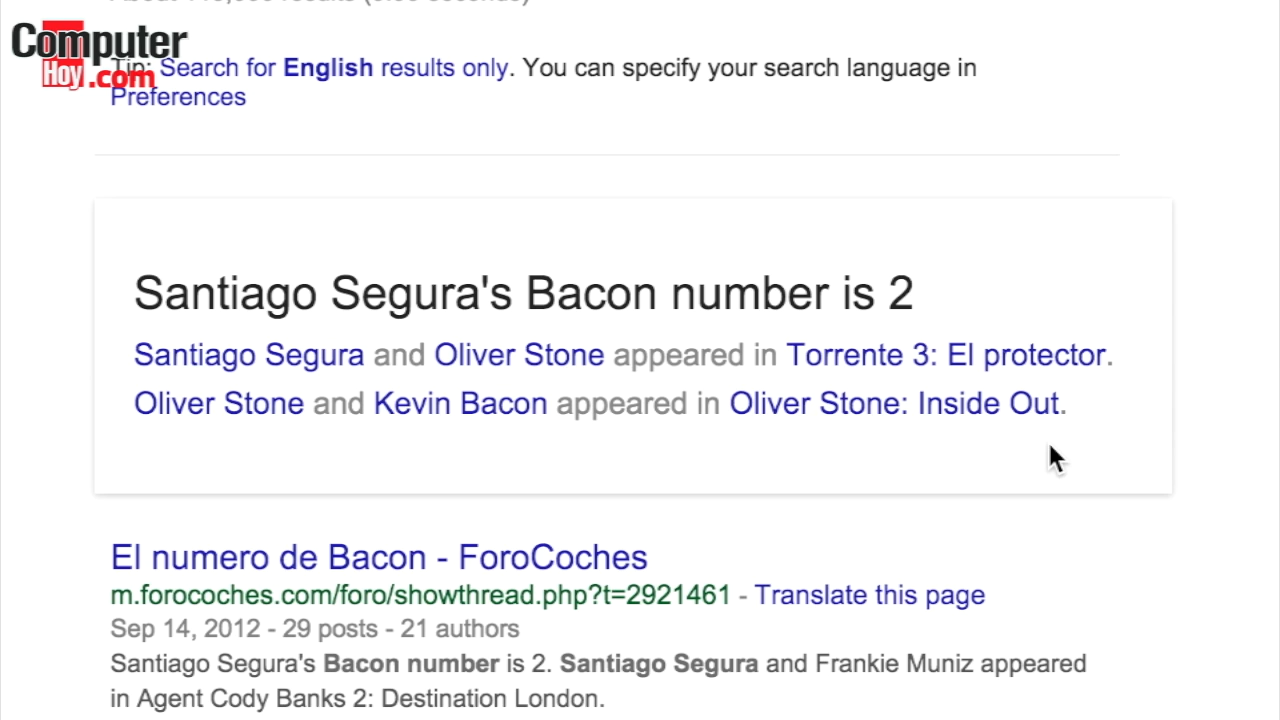 Computer
Hoy.com
Tip: Search for English results only. You can specify your search language in
Preferences
Santiago Segura's Bacon number is 2
Santiago Segura and Oliver Stone appeared in Torrente 3: El protector.
Oliver Stone and Kevin Bacon appeared in Oliver Stone: Inside Out.
El numero de Bacon - ForoCoches
m.forocoches.com/foro/showthread.php?t=2921461 - Translate this page
Sep 14, 2012 - 29 posts - 21 authors
Santiago Segura's Bacon number is 2. Santiago Segura and Frankie Muniz appeared
in Agent Cody Banks 2: Destination London.